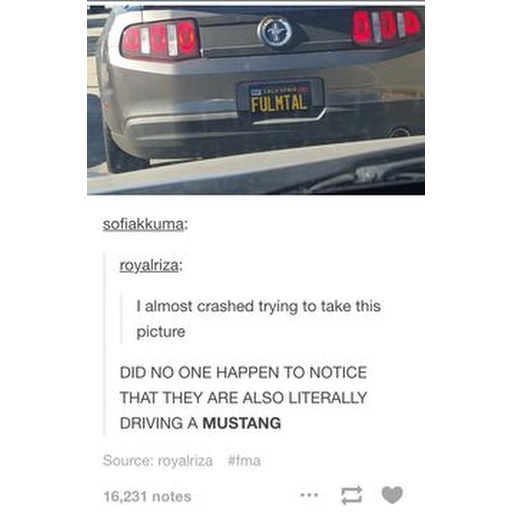 CALIFORNIA
FULMTAL
sofiakkuma:
royalriza:
I almost crashed trying to take this
picture
DID NO ONE HAPPEN TO NOTICE
THAT THEY ARE ALSO LITERALLY
DRIVING A MUSTANG
Source: royalriza #fma
16,231 notes